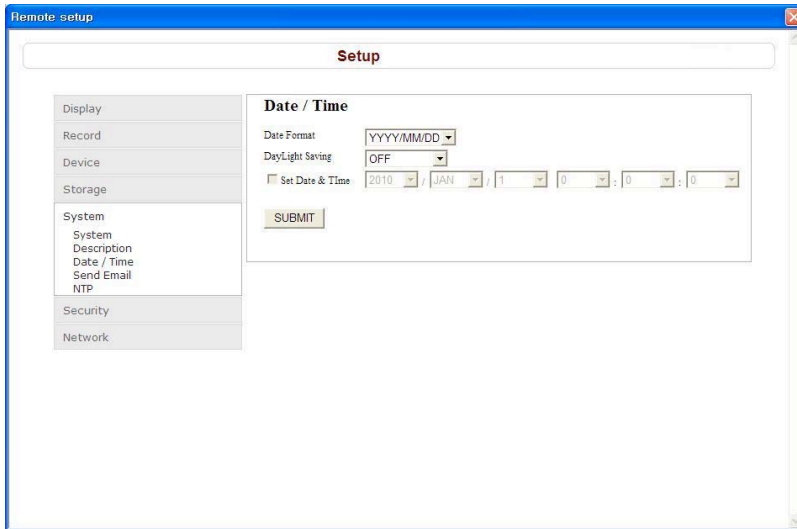 Remote setup
Setup
Display
Record
Device
Storage
System
System
Description
Date / Time
Send Email
NTP
Security
Network
Date / Time
Date Format YYYY/MM/DD
DayLight Saving OFF
Set Date & TIme 2010 / JAN / 1 0 : 0 : 0
SUBMIT